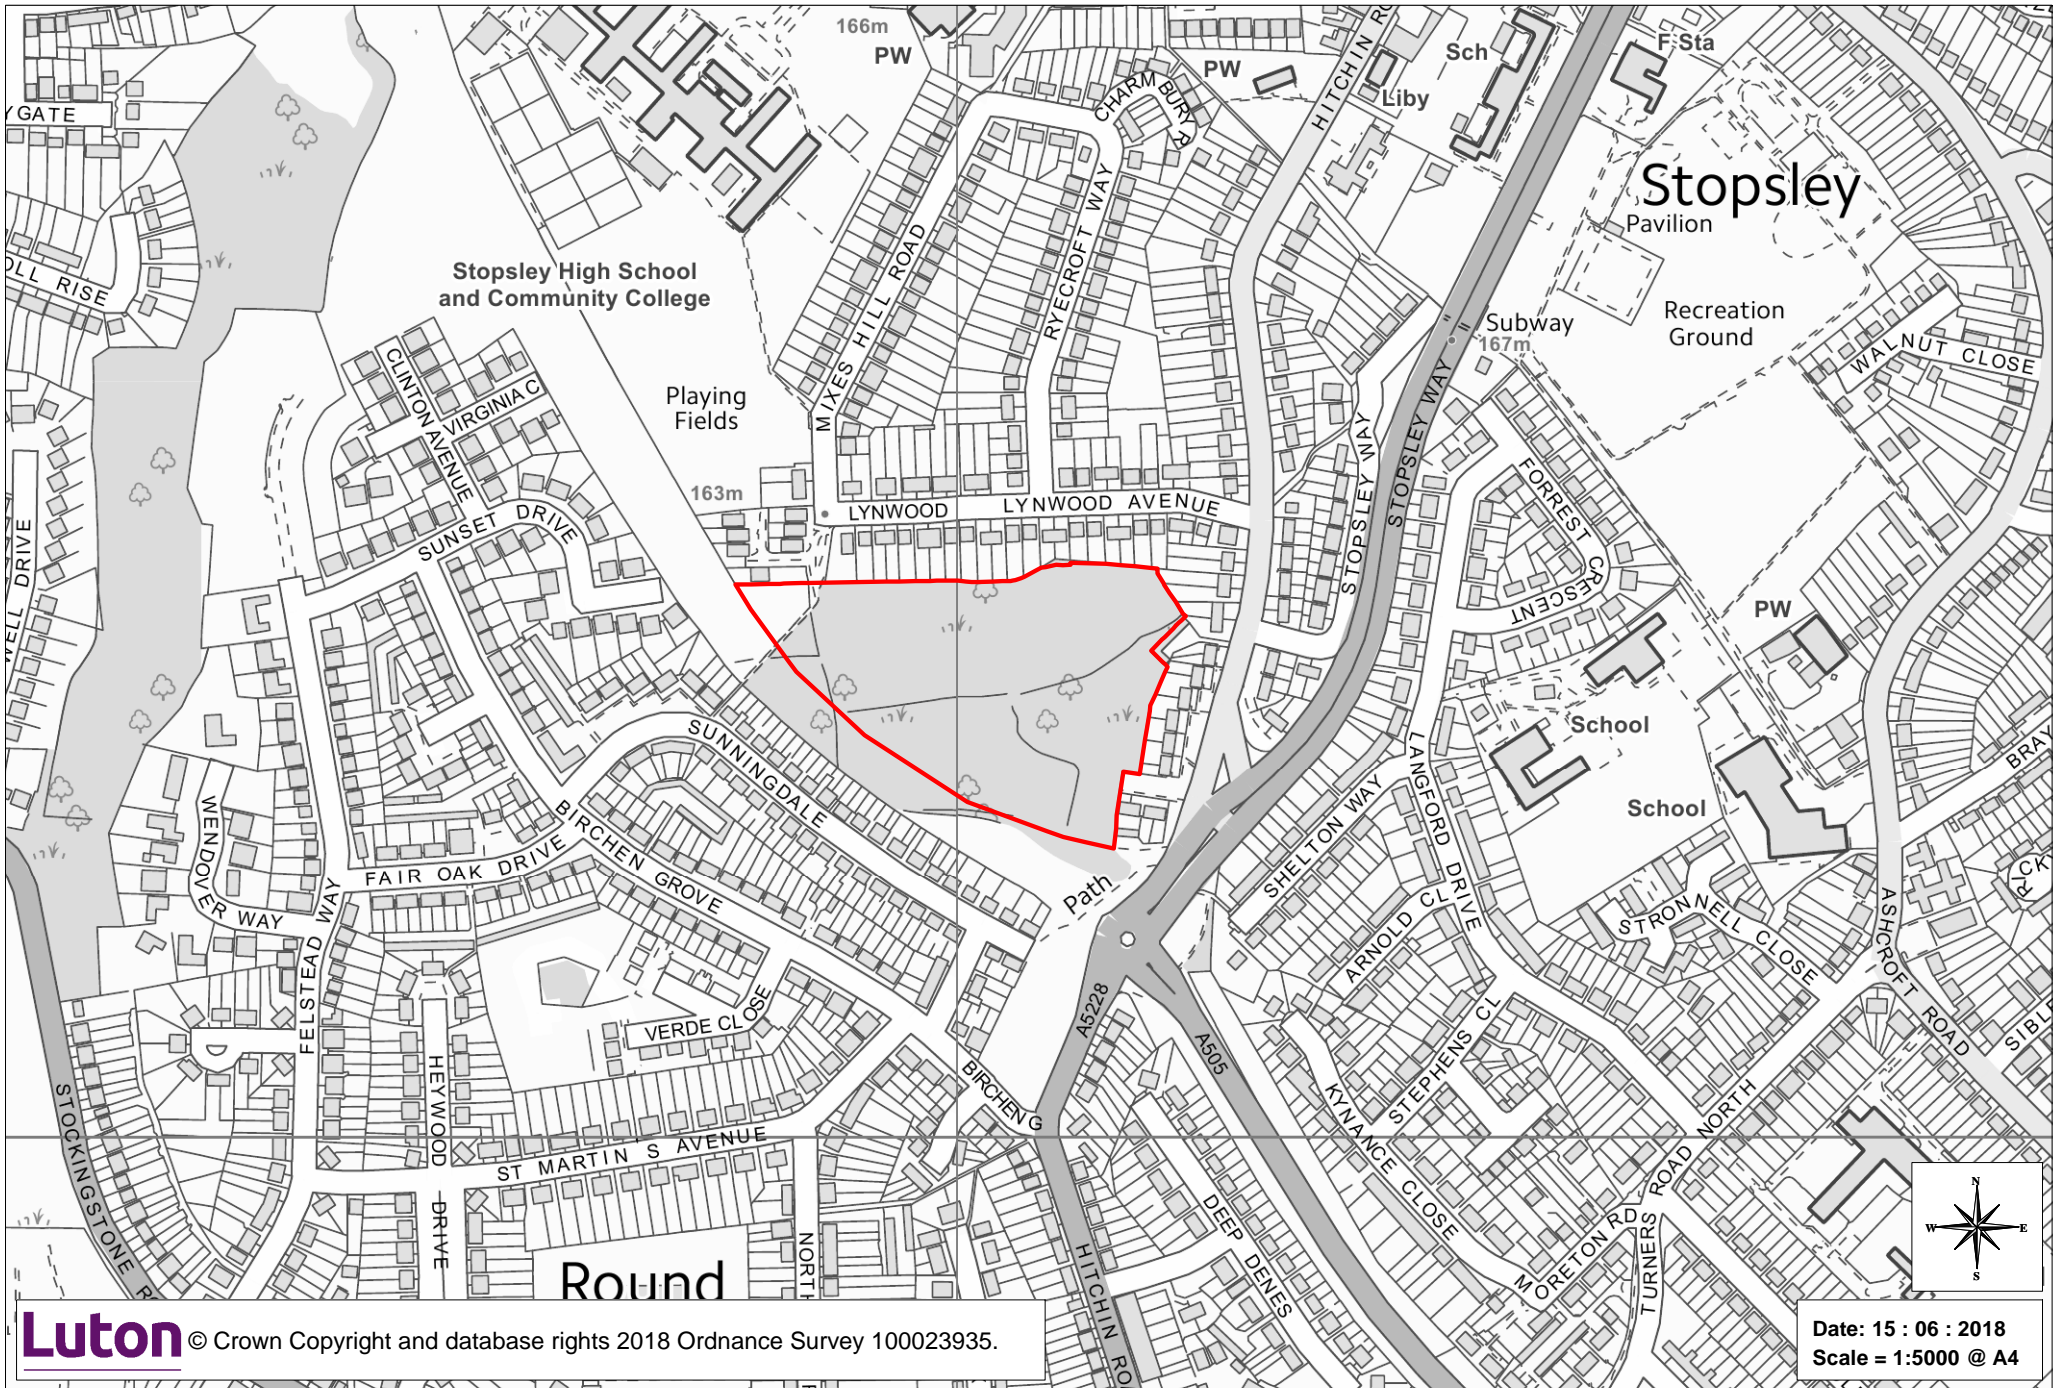 166m
PW
PW
HITCHIN RO
Liby
Sch
F Sta
YGATE
CHARMBURY R
Stopsley
Pavilion
OLL RISE
Stopsley High School
and Community College
MIXES HILL ROAD
RYECROFT WAY
Subway
167m
Recreation
Ground
WALNUT CLOSE
CLINTON AVENUE
VIRGINIA C
Playing
Fields
STOPSLEY WAY
STOPSLEY WAY
163m
LYNWOOD
LYNWOOD AVENUE
SUNSET DRIVE
FORREST CRESCENT
WELL DRIVE
PW
School
School
SUNNINGDALE
LANGFORD DRIVE
BRAY
WENDOVER WAY
FAIR OAK DRIVE
BIRCHEN GROVE
SHELTON WAY
Path
ARNOLD CL
STRONNELL CLOSE
ASHCROFT ROAD
FELSTEAD WAY
VERDE CLOSE
A5228
A505
STEPHENS CL
SIBLE
HEYWOOD DRIVE
BIRCHEN G
KYNANCE CLOSE
STOCKINGSTONE RO
ST MARTIN'S AVENUE
TURNERS ROAD NORTH
DEEP DENES
MORETON RD
Round
NORTH
HITCHIN ROA
N
W
E
S
Luton
© Crown Copyright and database rights 2018 Ordnance Survey 100023935.
Date: 15 : 06 : 2018
Scale = 1:5000 @ A4